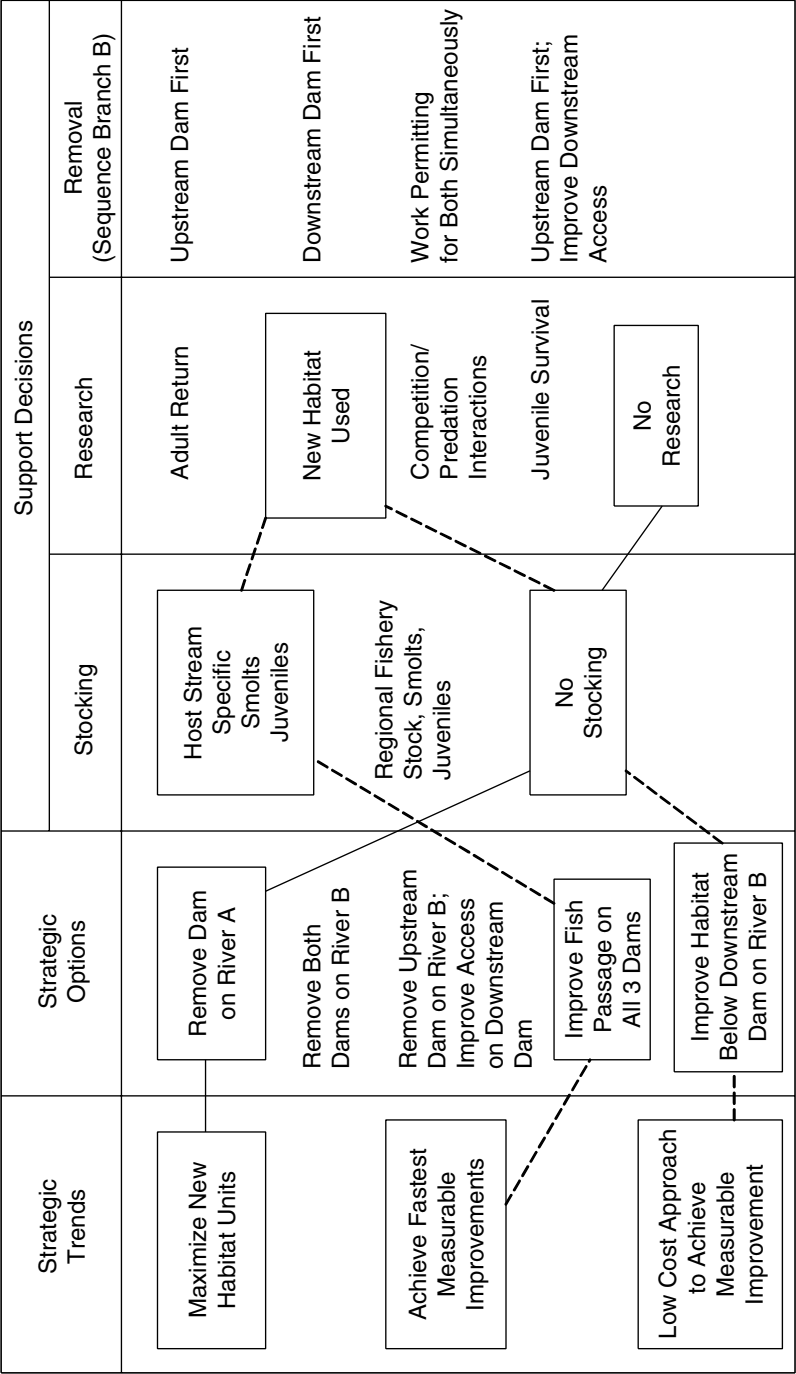 Strategic
Trends
Strategic
Options
Support Decisions
Stocking
Research
Removal
(Sequence Branch B)
Maximize New
Habitat Units
Achieve Fastest
Measurable
Improvements
Low Cost Approach
to Achieve
Measurable
Improvement
Remove Dam
on River A
Remove Both
Dams on River B
Remove Upstream
Dam on River B;
Improve Access
on Downstream
Dam
Improve Fish
Passage on
All 3 Dams
Improve Habitat
Below Downstream
Dam on River B
Host Stream
Specific
Smolts
Juveniles
Regional Fishery
Stock, Smolts,
Juveniles
No
Stocking
Adult Return
New Habitat
Used
Competition/
Predation
Interactions
Juvenile Survival
No
Research
Upstream Dam First
Downstream Dam First
Work Permitting
for Both Simultaneously
Upstream Dam First;
Improve Downstream
Access